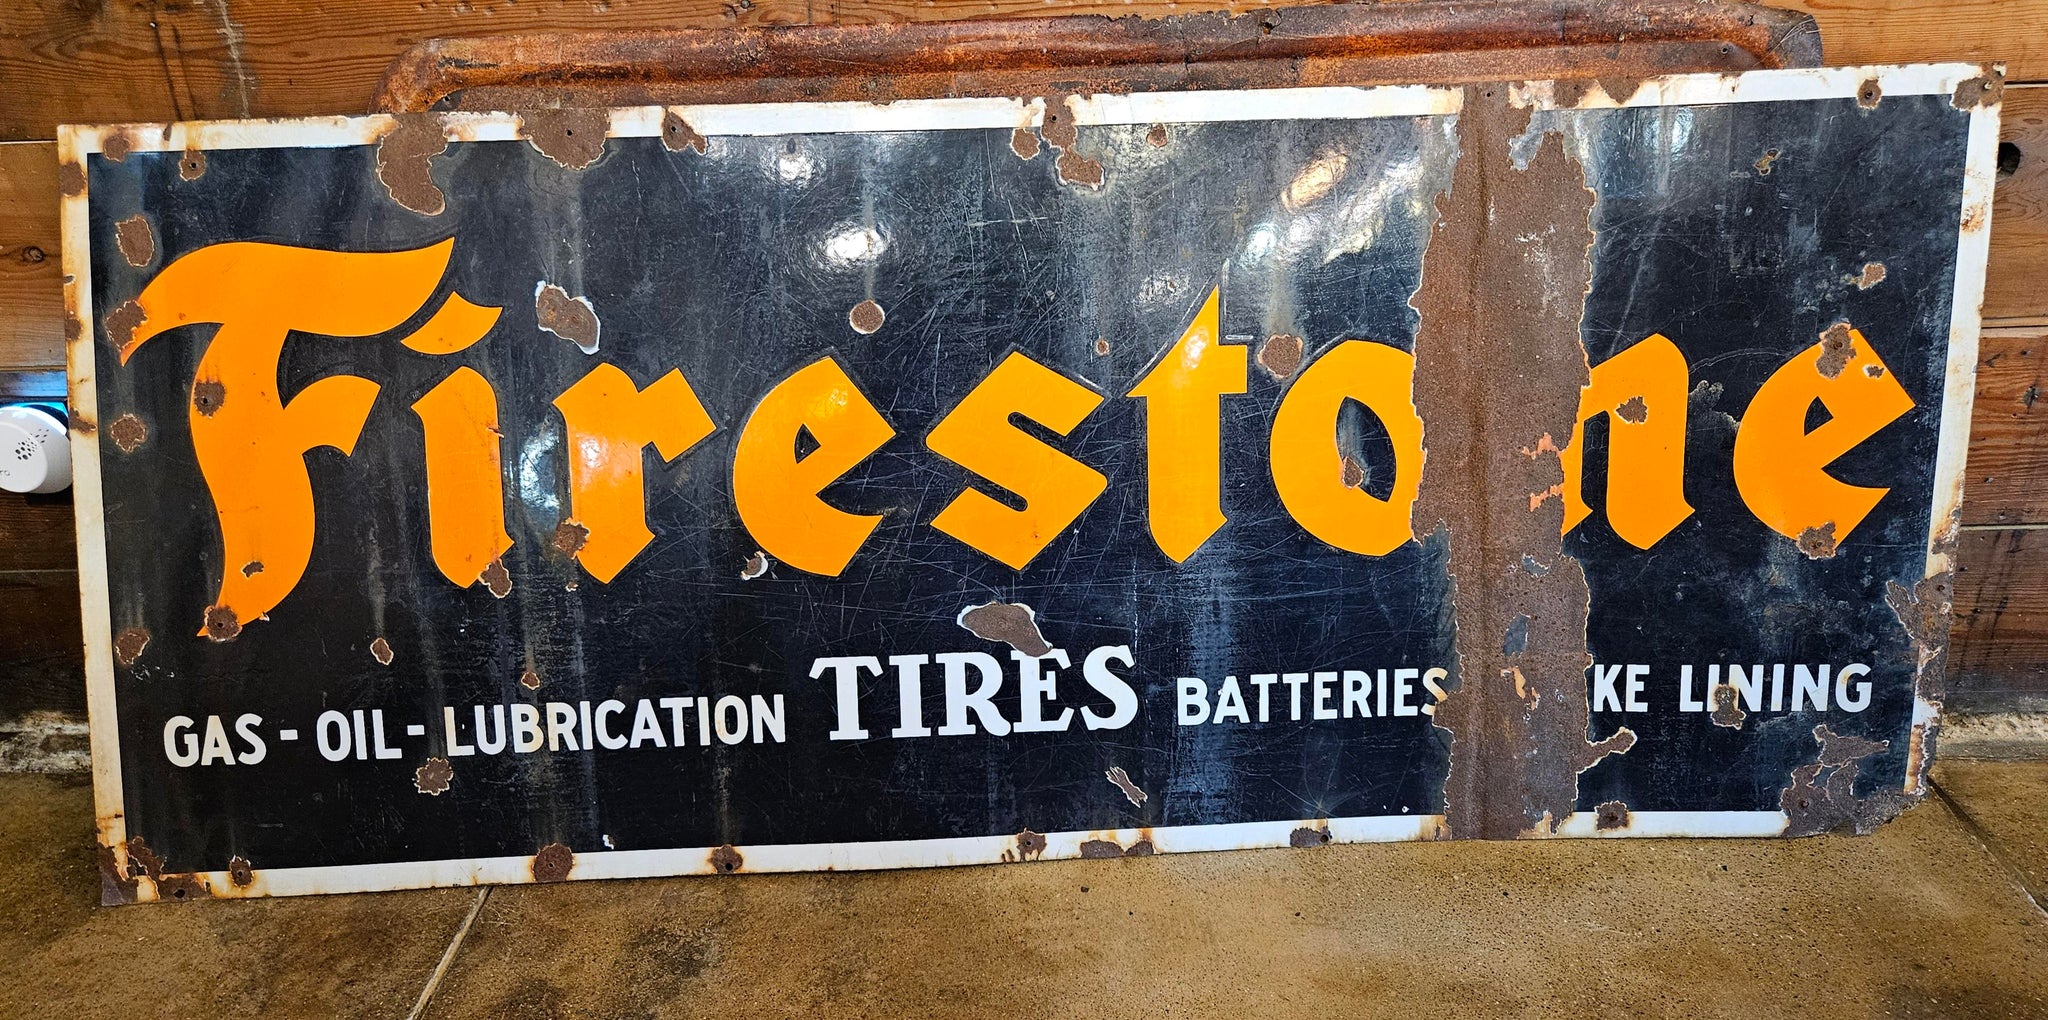 Firestone
GAS - OIL - LUBRICATION TIRES BATTERIES KE LINING